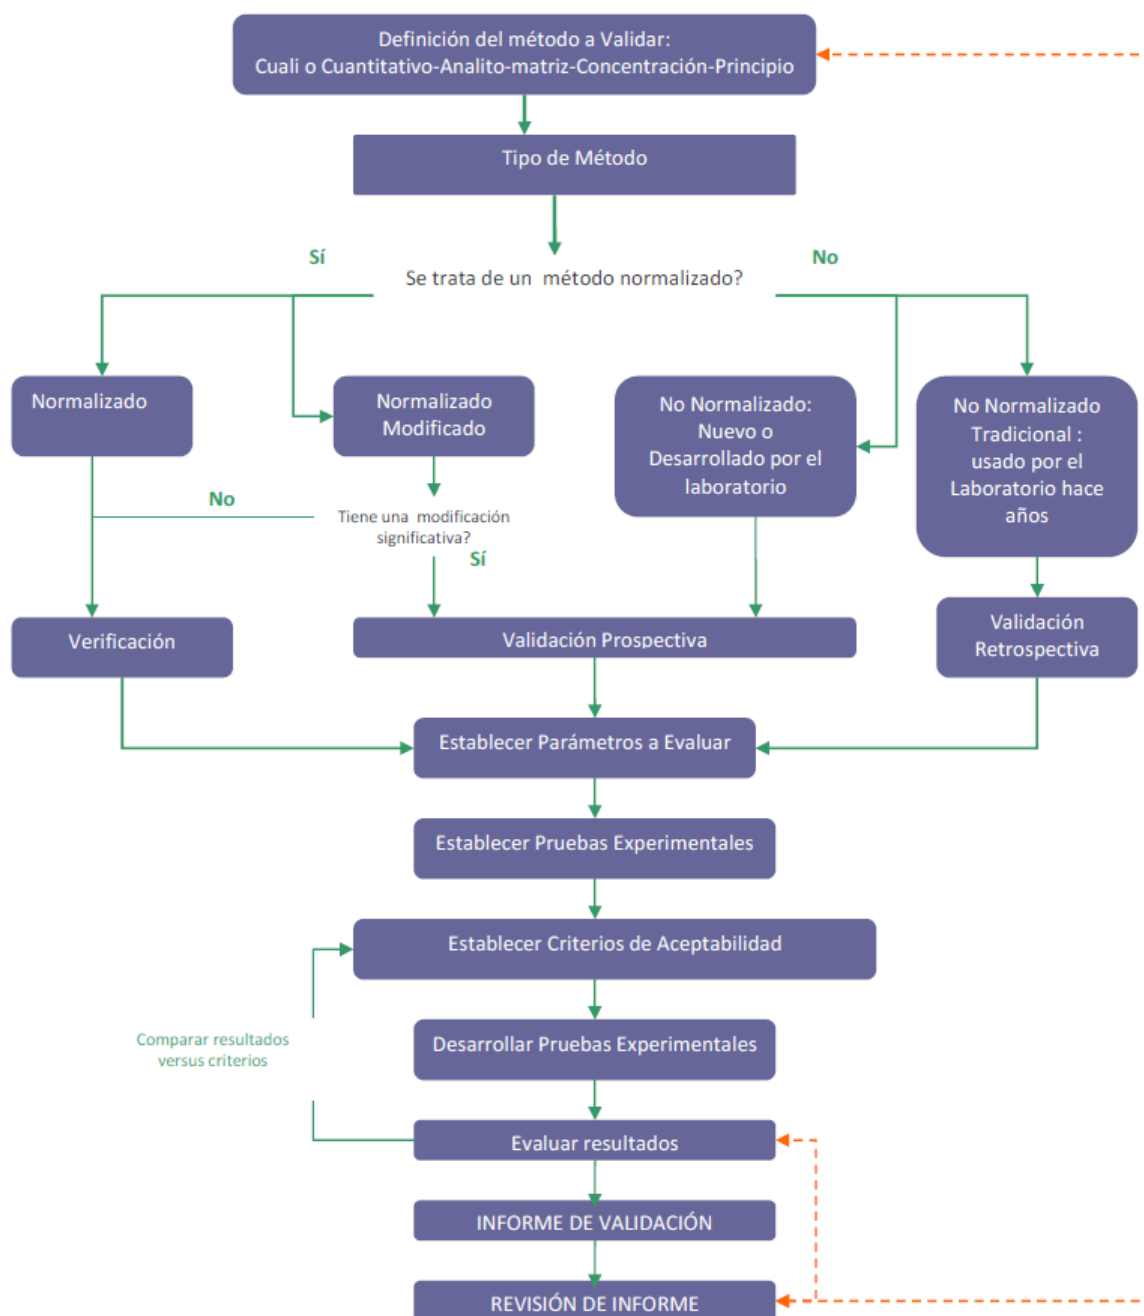 Definición del método a Validar:
Cuali o Cuantitativo-Analito-matriz-Concentración-Principio
Tipo de Método
Sí
No
Se trata de un método normalizado?
Normalizado
Normalizado
Modificado
No Normalizado:
Nuevo o
Desarrollado por el
laboratorio
No Normalizado
Tradicional :
usado por el
Laboratorio hace
años
No
Tiene una modificación
significativa?
Sí
Verificación
Validación Prospectiva
Validación
Retrospectiva
Establecer Parámetros a Evaluar
Establecer Pruebas Experimentales
Establecer Criterios de Aceptabilidad
Comparar resultados
versus criterios
Desarrollar Pruebas Experimentales
Evaluar resultados
INFORME DE VALIDACIÓN
REVISIÓN DE INFORME